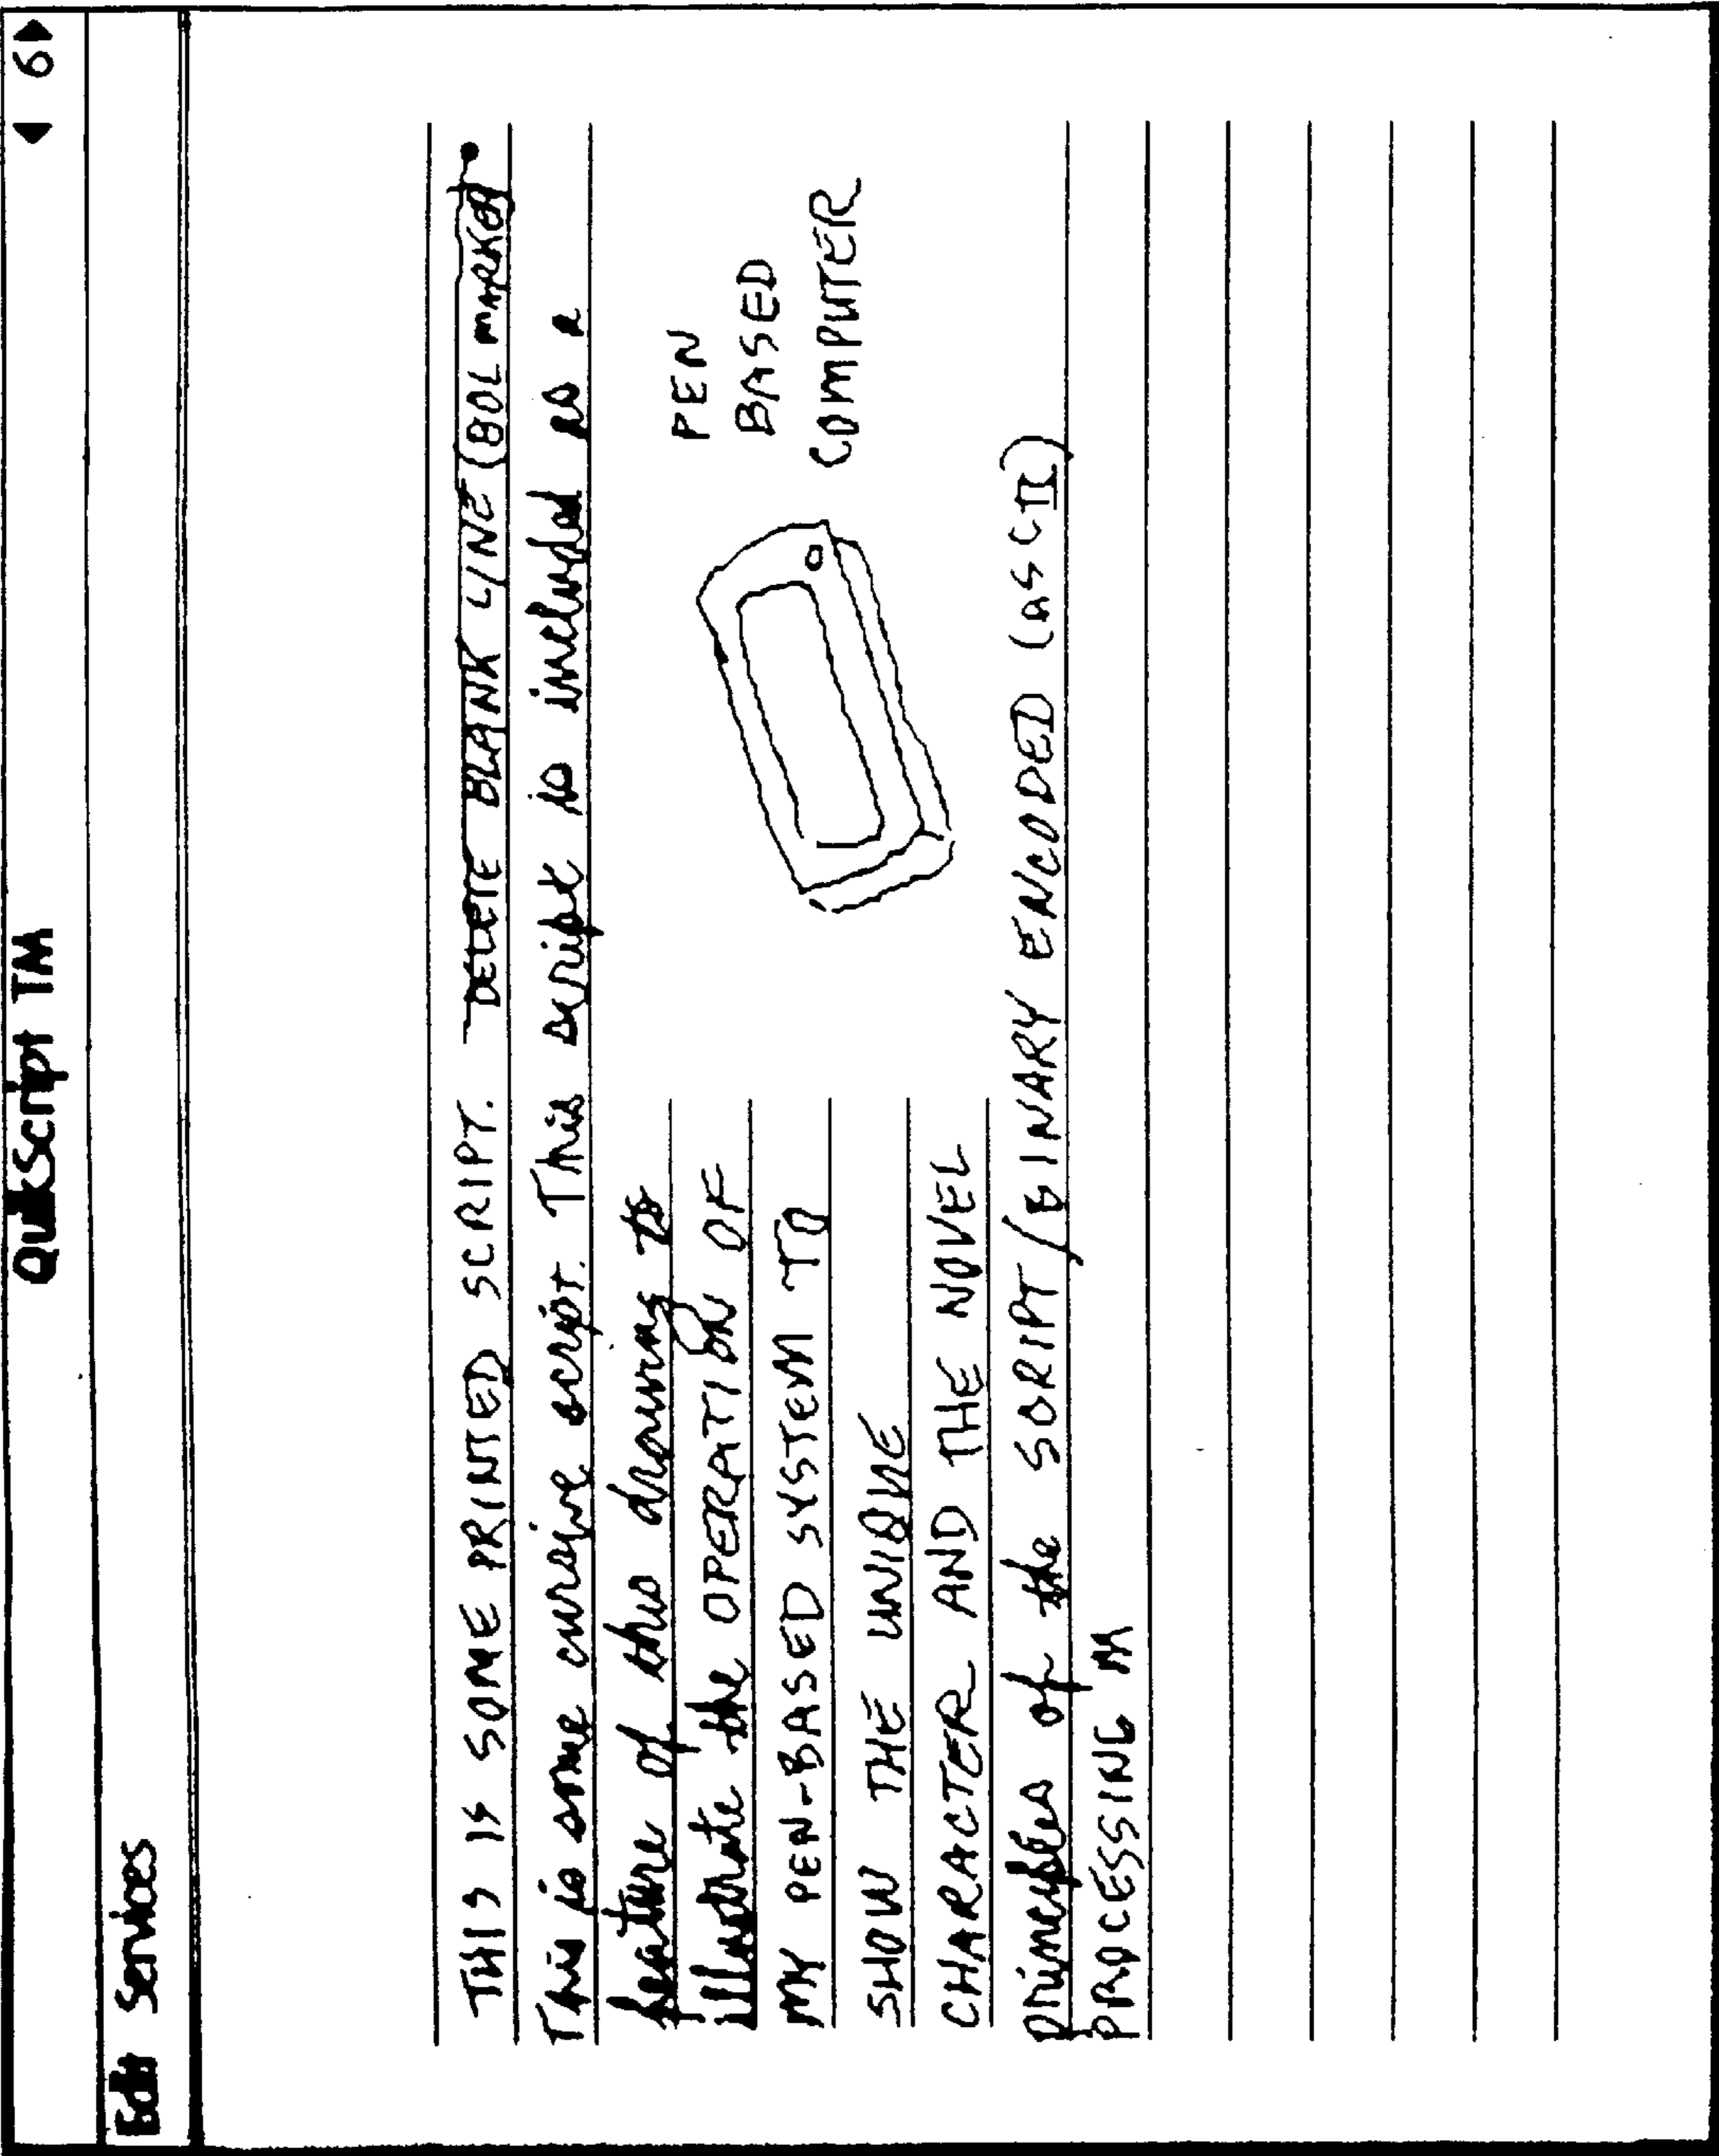 QuikScript TM ◀ 6 ▶
Edit Services
THIS IS SOME PRINTED SCRIPT. DELETE BLANK LINE (BOL MARKER
This is some cursive script. This script is included as a
feature of this drawing to
illustrate the OPERATION OF
MY PEN-BASED SYSTEM TO
SHOW THE UNIQUE
CHARACTER AND THE NOVEL
PEN
BASED
COMPUTER
principles of the SCRIPT/BINARY ENCODED (ASCII)
PROCESSING M